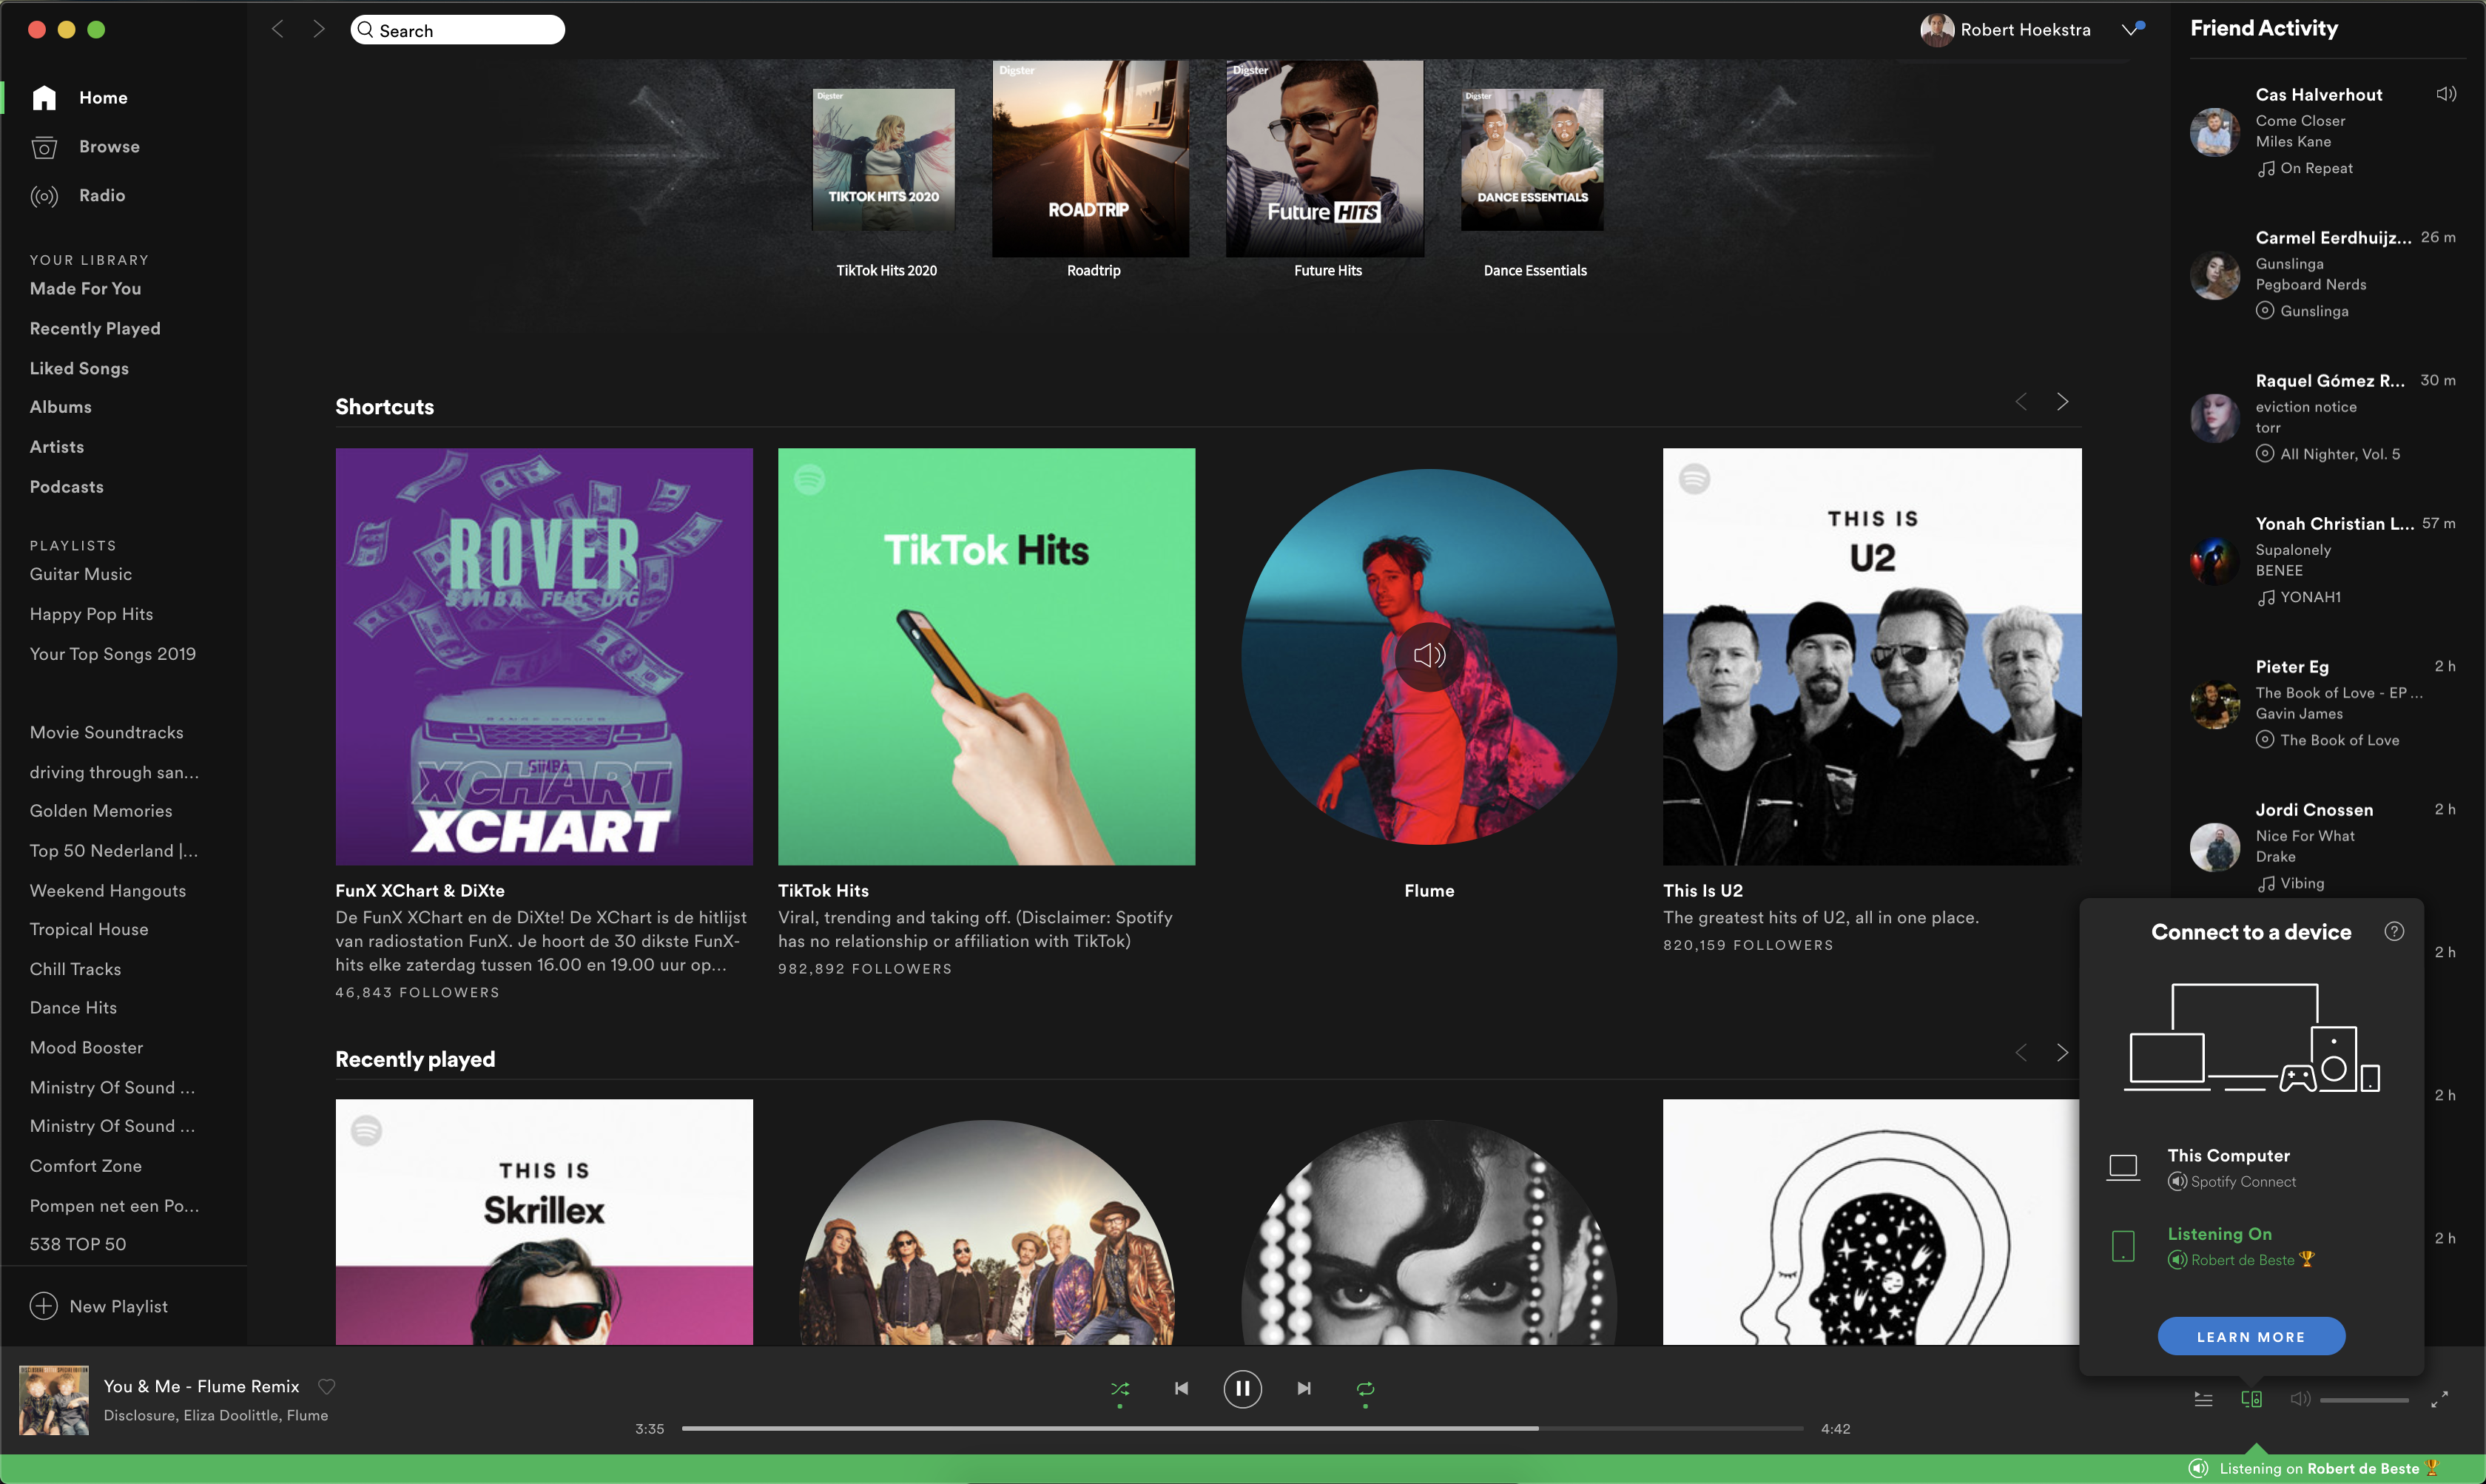 Search
Robert Hoekstra
Home
Browse
Radio
YOUR LIBRARY
Made For You
Recently Played
Liked Songs
Albums
Artists
Podcasts
PLAYLISTS
Guitar Music
Happy Pop Hits
Your Top Songs 2019
Movie Soundtracks
driving through san...
Golden Memories
Top 50 Nederland |...
Weekend Hangouts
Tropical House
Chill Tracks
Dance Hits
Mood Booster
Ministry Of Sound ...
Ministry Of Sound ...
Comfort Zone
Pompen net een Po...
538 TOP 50
New Playlist
Digster
TIKTOK HITS 2020
TikTok Hits 2020
Digster
ROADTRIP
Roadtrip
Digster
Future HITS
Future Hits
Digster
DANCE ESSENTIALS
Dance Essentials
Shortcuts
ROVER
SIMBA FEAT. DTG
RANGE ROVER
SIMBA
XCHART
XCHART
FunX XChart & DiXte
De FunX XChart en de DiXte! De XChart is de hitlijst
van radiostation FunX. Je hoort de 30 dikste FunX-
hits elke zaterdag tussen 16.00 en 19.00 uur op...
46,843 FOLLOWERS
TikTok Hits
TikTok Hits
Viral, trending and taking off. (Disclaimer: Spotify
has no relationship or affiliation with TikTok)
982,892 FOLLOWERS
Flume
THIS IS
U2
This Is U2
The greatest hits of U2, all in one place.
820,159 FOLLOWERS
Recently played
THIS IS
Skrillex
Friend Activity
Cas Halverhout
Come Closer
Miles Kane
On Repeat
Carmel Eerdhuijz... 26 m
Gunslinga
Pegboard Nerds
Gunslinga
Raquel Gómez R... 30 m
eviction notice
torr
All Nighter, Vol. 5
Yonah Christian L... 57 m
Supalonely
BENEE
YONAH1
Pieter Eg 2 h
The Book of Love - EP ...
Gavin James
The Book of Love
Jordi Cnossen 2 h
Nice For What
Drake
Vibing
2 h
2 h
2 h
Connect to a device
?
This Computer
Spotify Connect
Listening On
Robert de Beste 🏆
LEARN MORE
You & Me - Flume Remix
Disclosure, Eliza Doolittle, Flume
3:35
4:42
Listening on Robert de Beste 🏆